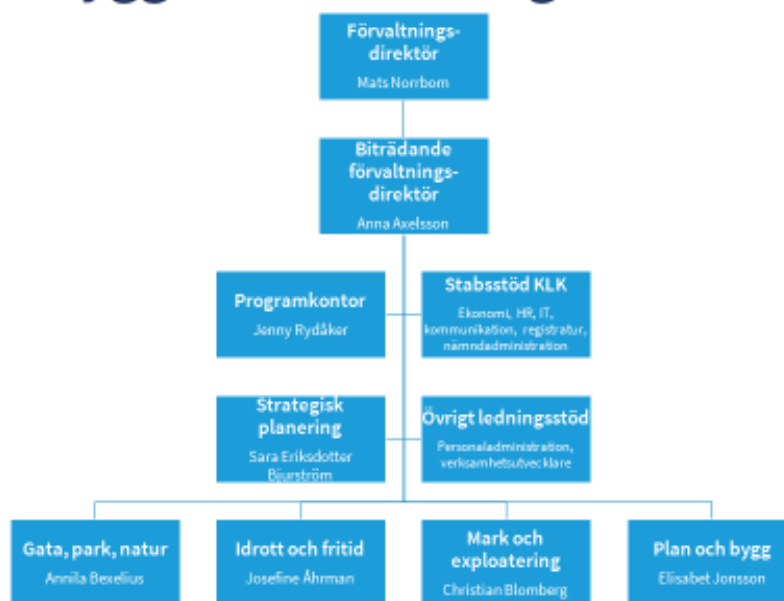 Förvaltnings-
direktör
Mats Norrbom
Biträdande
förvaltnings-
direktör
Anna Axelsson
Programkontor
Jenny Rydåker
Stabsstöd KLK
Ekonomi, HR, IT,
kommunikation, registratur,
nämndadministration
Strategisk
planering
Sara Eriksdotter
Bjurström
Övrigt ledningsstöd
Personaladministration,
verksamhetsutvecklare
Gata, park, natur
Annila Bexelius
Idrott och fritid
Josefine Åhrman
Mark och
exploatering
Christian Blomberg
Plan och bygg
Elisabet Jonsson